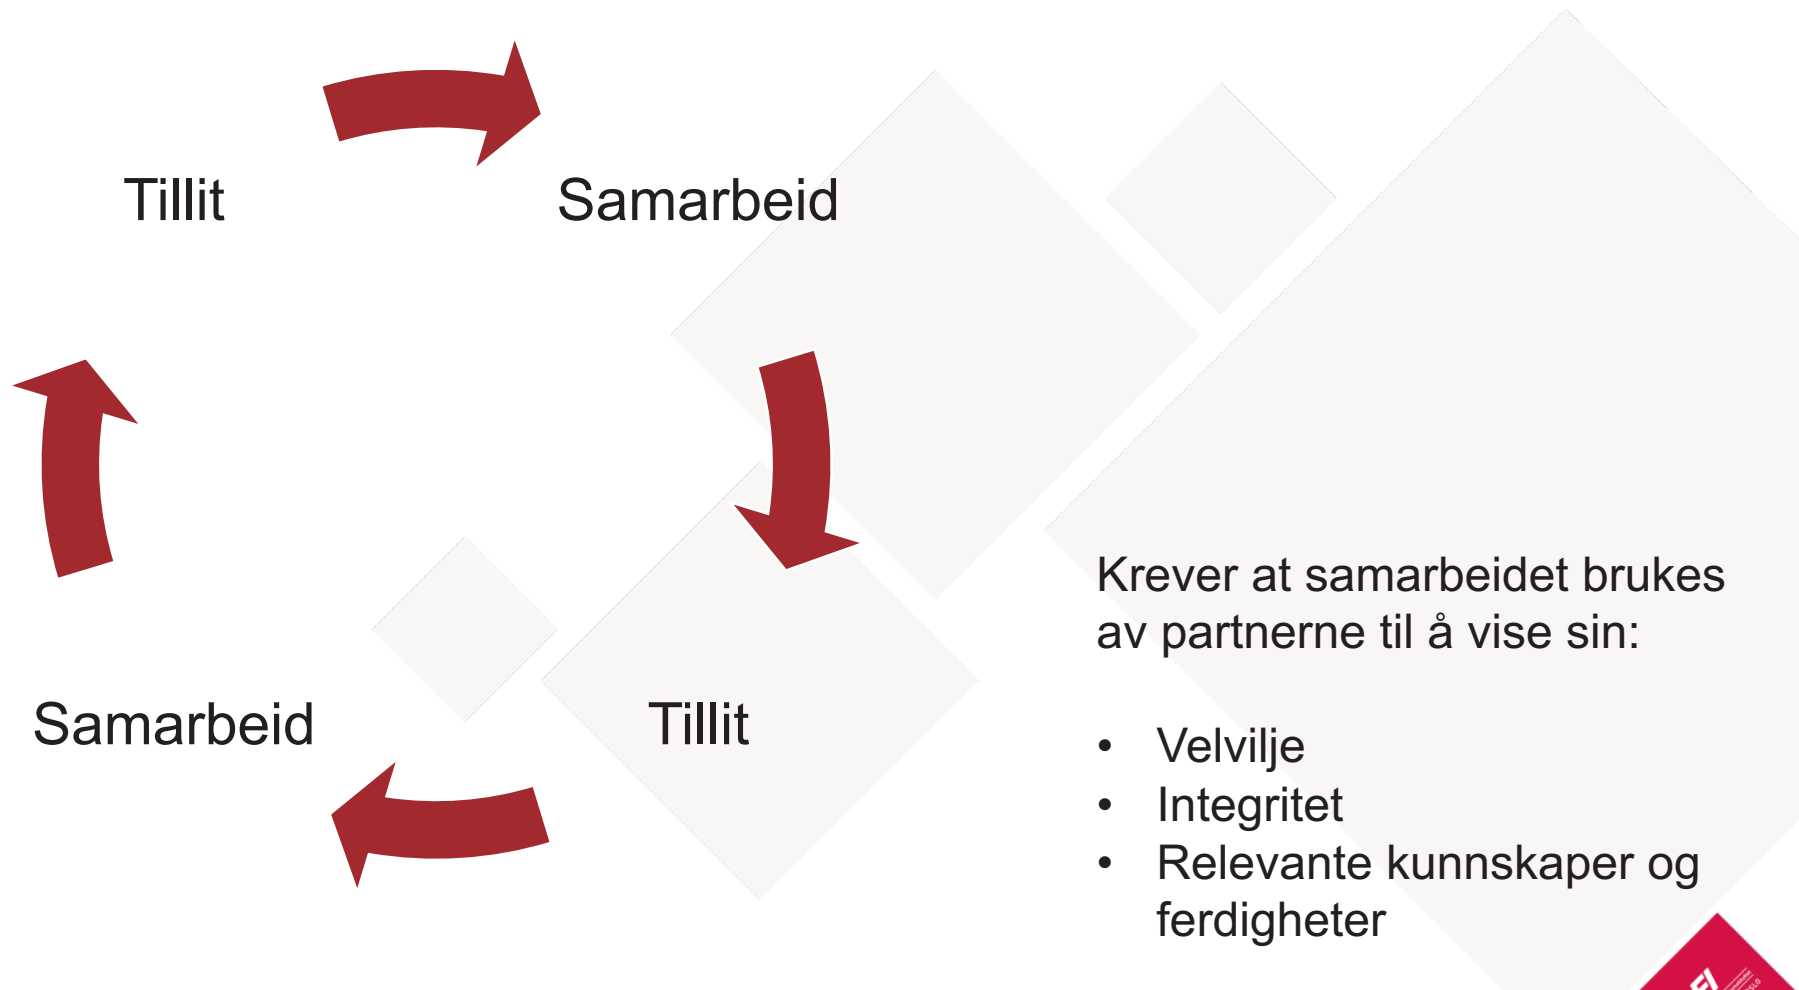 Tillit
Samarbeid
Samarbeid
Tillit
Krever at samarbeidet brukes
av partnerne til å vise sin:
• Velvilje
• Integritet
• Relevante kunnskaper og
ferdigheter